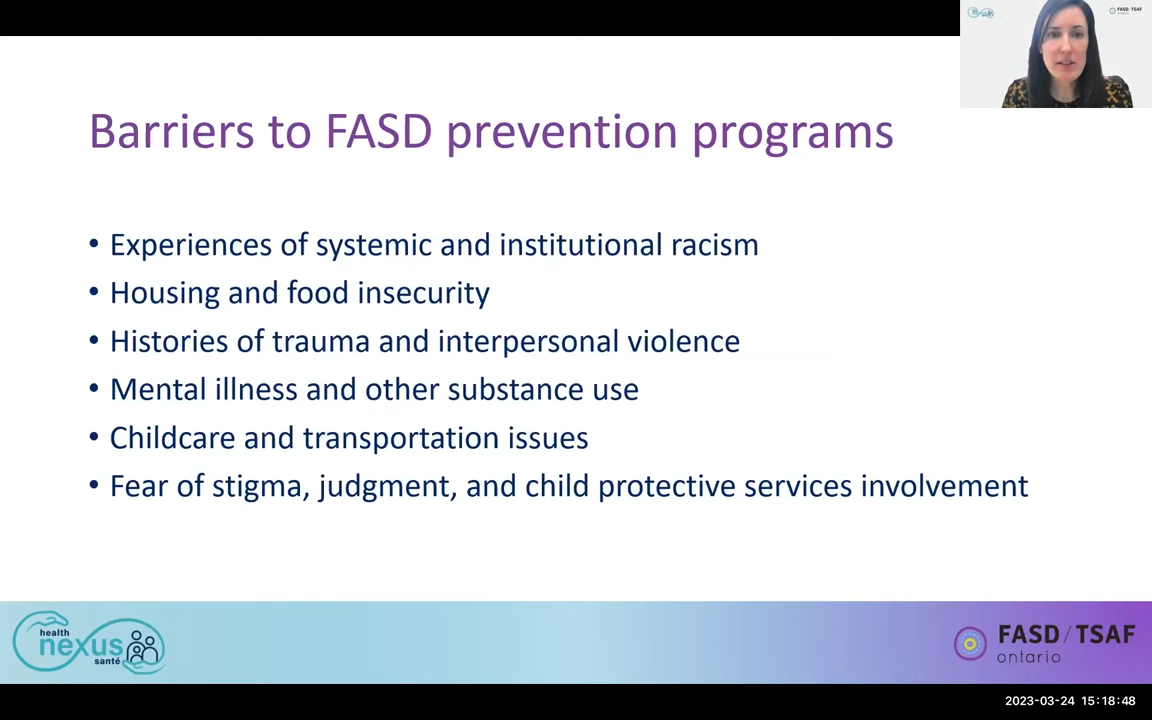 FASD/TSAF
Barriers to FASD prevention programs
• Experiences of systemic and institutional racism
• Housing and food insecurity
• Histories of trauma and interpersonal violence
• Mental illness and other substance use
• Childcare and transportation issues
• Fear of stigma, judgment, and child protective services involvement
health
nexus
santé
FASD/TSAF
ontario
2023-03-24 15:18:48